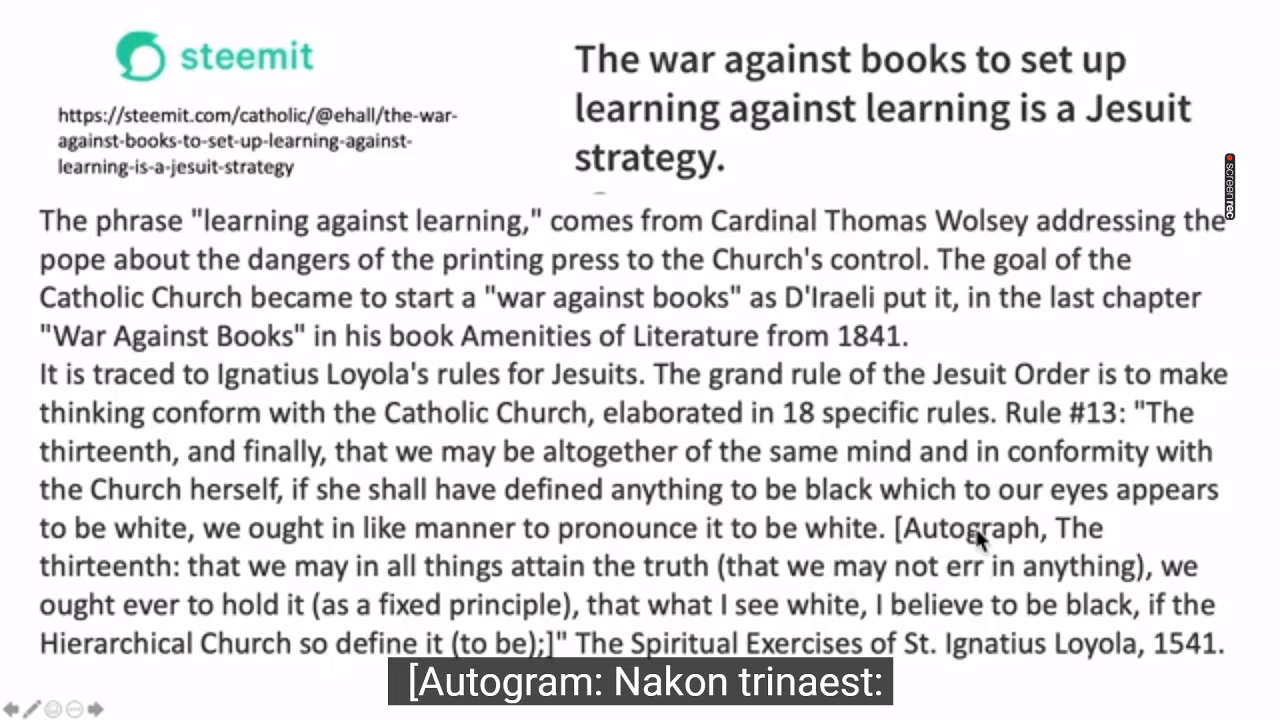 steemit
https://steemit.com/catholic/@ehall/the-war-
against-books-to-set-up-learning-against-
learning-is-a-jesuit-strategy
The war against books to set up
learning against learning is a Jesuit
strategy.
screenrec
The phrase "learning against learning," comes from Cardinal Thomas Wolsey addressing the
pope about the dangers of the printing press to the Church's control. The goal of the
Catholic Church became to start a "war against books" as D'Iraeli put it, in the last chapter
"War Against Books" in his book Amenities of Literature from 1841.
It is traced to Ignatius Loyola's rules for Jesuits. The grand rule of the Jesuit Order is to make
thinking conform with the Catholic Church, elaborated in 18 specific rules. Rule #13: "The
thirteenth, and finally, that we may be altogether of the same mind and in conformity with
the Church herself, if she shall have defined anything to be black which to our eyes appears
to be white, we ought in like manner to pronounce it to be white. [Autograph, The
thirteenth: that we may in all things attain the truth (that we may not err in anything), we
ought ever to hold it (as a fixed principle), that what I see white, I believe to be black, if the
Hierarchical Church so define it (to be);]" The Spiritual Exercises of St. Ignatius Loyola, 1541.
[Autogram: Nakon trinaest: